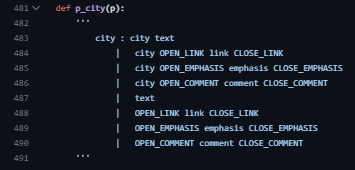 481 def p_city(p):
482 '''
483 city : city text
484 | city OPEN_LINK link CLOSE_LINK
485 | city OPEN_EMPHASIS emphasis CLOSE_EMPHASIS
486 | city OPEN_COMMENT comment CLOSE_COMMENT
487 | text
488 | OPEN_LINK link CLOSE_LINK
489 | OPEN_EMPHASIS emphasis CLOSE_EMPHASIS
490 | OPEN_COMMENT comment CLOSE_COMMENT
491 '''